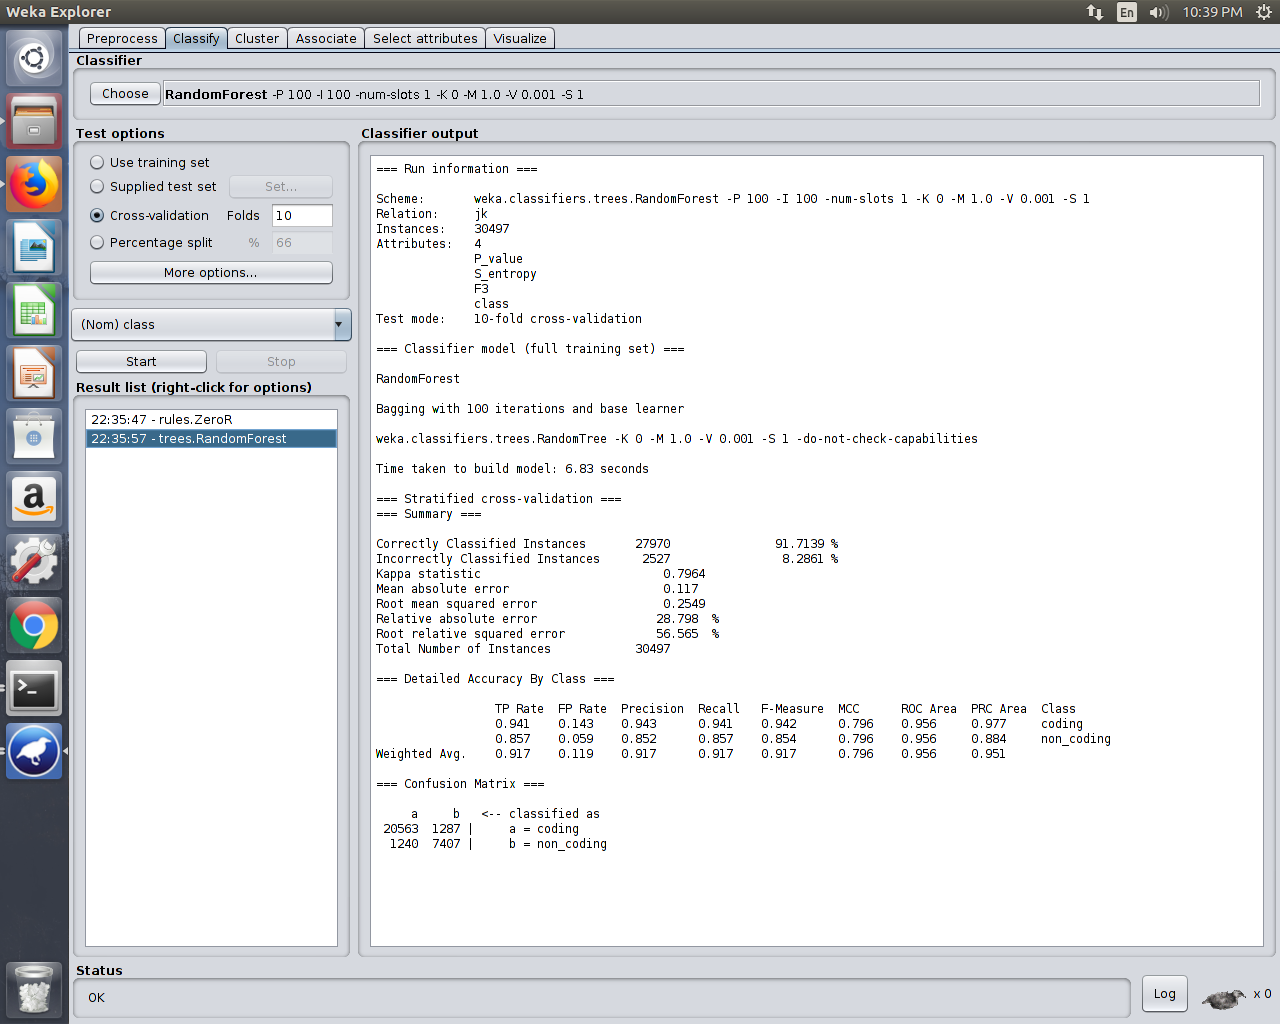 Weka Explorer
En
10:39 PM
Preprocess Classify Cluster Associate Select attributes Visualize
Classifier
Choose RandomForest -P 100 -I 100 -num-slots 1 -K 0 -M 1.0 -V 0.001 -S 1
Test options
Use training set
Supplied test set Set...
Cross-validation Folds 10
Percentage split % 66
More options...
(Nom) class
Start Stop
Result list (right-click for options)
22:35:47 - rules.ZeroR
22:35:57 - trees.RandomForest
Classifier output
=== Run information ===
Scheme: weka.classifiers.trees.RandomForest -P 100 -I 100 -num-slots 1 -K 0 -M 1.0 -V 0.001 -S 1
Relation: jk
Instances: 30497
Attributes: 4
P_value
S_entropy
F3
class
Test mode: 10-fold cross-validation
=== Classifier model (full training set) ===
RandomForest
Bagging with 100 iterations and base learner
weka.classifiers.trees.RandomTree -K 0 -M 1.0 -V 0.001 -S 1 -do-not-check-capabilities
Time taken to build model: 6.83 seconds
=== Stratified cross-validation ===
=== Summary ===
Correctly Classified Instances 27970 91.7139 %
Incorrectly Classified Instances 2527 8.2861 %
Kappa statistic 0.7964
Mean absolute error 0.117
Root mean squared error 0.2549
Relative absolute error 28.798 %
Root relative squared error 56.565 %
Total Number of Instances 30497
=== Detailed Accuracy By Class ===
TP Rate FP Rate Precision Recall F-Measure MCC ROC Area PRC Area Class
0.941 0.143 0.943 0.941 0.942 0.796 0.956 0.977 coding
0.857 0.059 0.852 0.857 0.854 0.796 0.956 0.884 non_coding
Weighted Avg. 0.917 0.119 0.917 0.917 0.917 0.796 0.956 0.951
=== Confusion Matrix ===
a b <-- classified as
20563 1287 | a = coding
1240 7407 | b = non_coding
Status
OK
Log
x 0